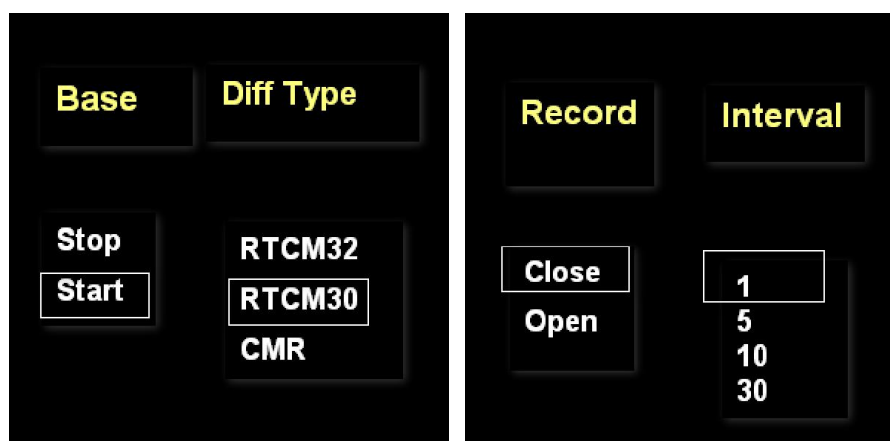 Base
Diff Type
Stop
Start
RTCM32
RTCM30
CMR
Record
Interval
Close
Open
1
5
10
30